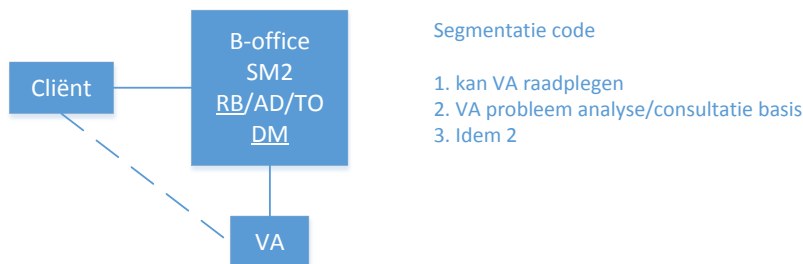 Cliënt
B-office
SM2
RB/AD/TO
DM
VA
Segmentatie code
1. kan VA raadplegen
2. VA probleem analyse/consultatie basis
3. Idem 2